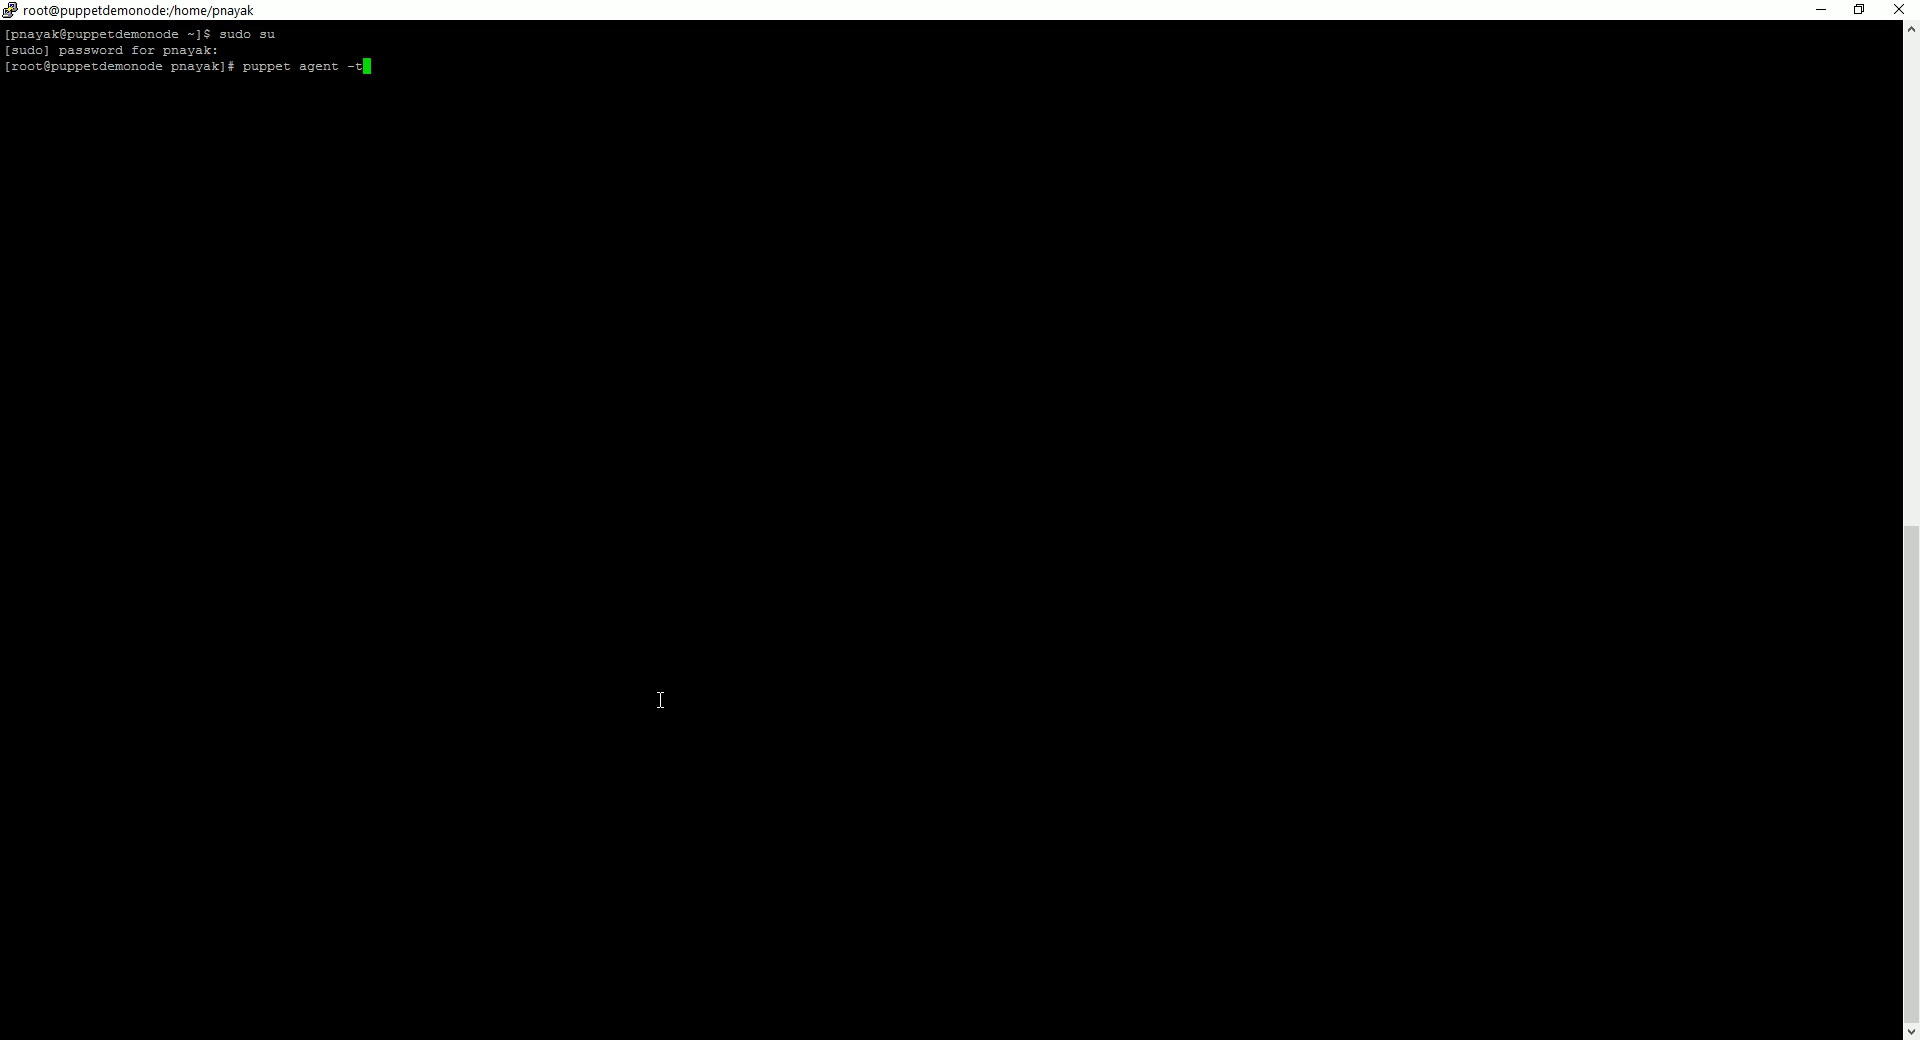 root@puppetdemonode:/home/pnayak
[pnayak@puppetdemonode ~]$ sudo su
[sudo] password for pnayak:
[root@puppetdemonode pnayak]# puppet agent -t